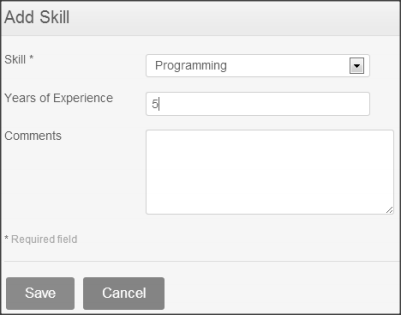 Add Skill
Skill * Programming
Years of Experience 5
Comments
* Required field
Save Cancel